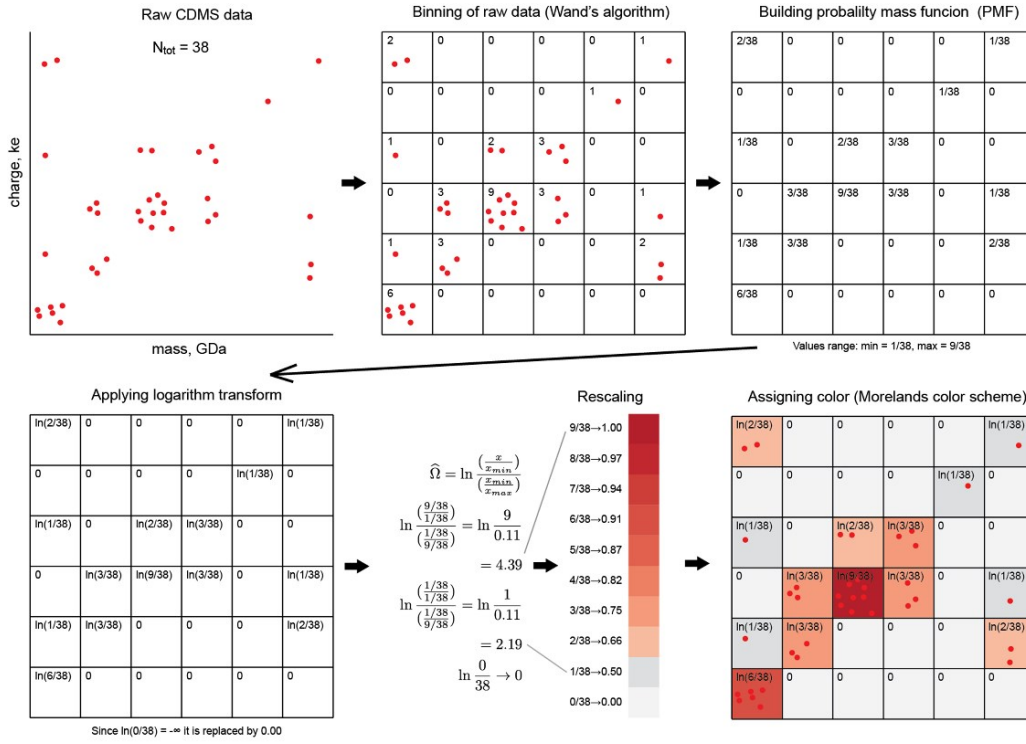 Raw CDMS data
N_tot = 38
charge, ke
mass, GDa
Binning of raw data (Wand's algorithm)
2 0 0 0 0 1
0 0 0 0 1 0
1 0 2 3 0 0
0 3 9 3 0 1
1 3 0 0 0 2
6 0 0 0 0 0
Building probalilty mass funcion (PMF)
2/38 0 0 0 0 1/38
0 0 0 0 1/38 0
1/38 0 2/38 3/38 0 0
0 3/38 9/38 3/38 0 1/38
1/38 3/38 0 0 0 2/38
6/38 0 0 0 0 0
Values range: min = 1/38, max = 9/38
Applying logarithm transform
ln(2/38) 0 0 0 0 ln(1/38)
0 0 0 0 ln(1/38) 0
ln(1/38) 0 ln(2/38) ln(3/38) 0 0
0 ln(3/38) ln(9/38) ln(3/38) 0 ln(1/38)
ln(1/38) ln(3/38) 0 0 0 ln(2/38)
ln(6/38) 0 0 0 0 0
Since ln(0/38) = -∞ it is replaced by 0.00
Ω̂ = ln (x/x_min)/(x_min/x_max)
ln (9/38/1/38)/(1/38/9/38) = ln 9/0.11
= 4.39
ln (1/38/1/38)/(1/38/9/38) = ln 1/0.11
= 2.19
ln 0/38 → 0
Rescaling
9/38→1.00
8/38→0.97
7/38→0.94
6/38→0.91
5/38→0.87
4/38→0.82
3/38→0.75
2/38→0.66
1/38→0.50
0/38→0.00
Assigning color (Morelands color scheme)
ln(2/38) 0 0 0 0 ln(1/38)
0 0 0 0 ln(1/38) 0
ln(1/38) 0 ln(2/38) ln(3/38) 0 0
0 ln(3/38) ln(9/38) ln(3/38) 0 ln(1/38)
ln(1/38) ln(3/38) 0 0 0 ln(2/38)
ln(6/38) 0 0 0 0 0